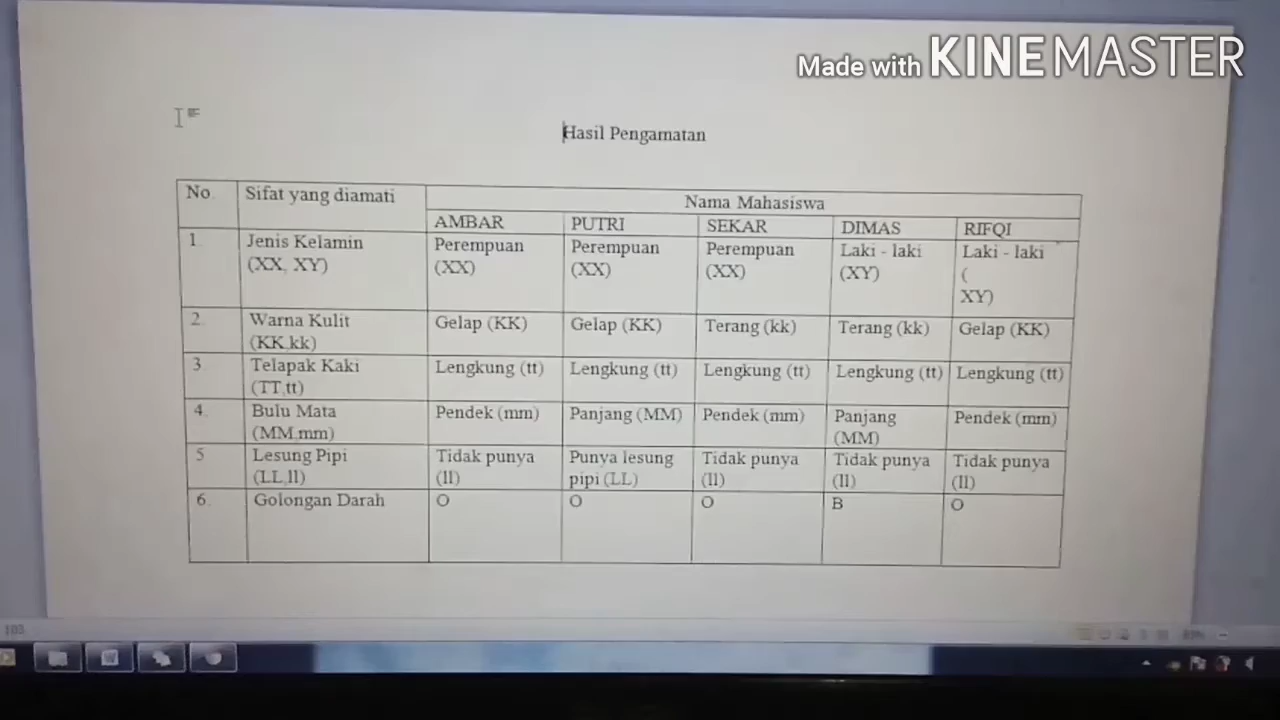 Made with KINEMASTER
Hasil Pengamatan
No. Sifat yang diamati Nama Mahasiswa
AMBAR PUTRI SEKAR DIMAS RIFQI
1. Jenis Kelamin Perempuan Perempuan Perempuan Laki - laki Laki - laki
(XX, XY) (XX) (XX) (XX) (XY) (
XY)
2. Warna Kulit Gelap (KK) Gelap (KK) Terang (kk) Terang (kk) Gelap (KK)
(KK,kk)
3 Telapak Kaki Lengkung (tt) Lengkung (tt) Lengkung (tt) Lengkung (tt) Lengkung (tt)
(TT,tt)
4. Bulu Mata Pendek (mm) Panjang (MM) Pendek (mm) Panjang Pendek (mm)
(MM,mm) (MM)
5 Lesung Pipi Tidak punya Punya lesung Tidak punya Tidak punya Tidak punya
(LL,ll) (ll) pipi (LL) (ll) (ll) (ll)
6. Golongan Darah O O O B O
103